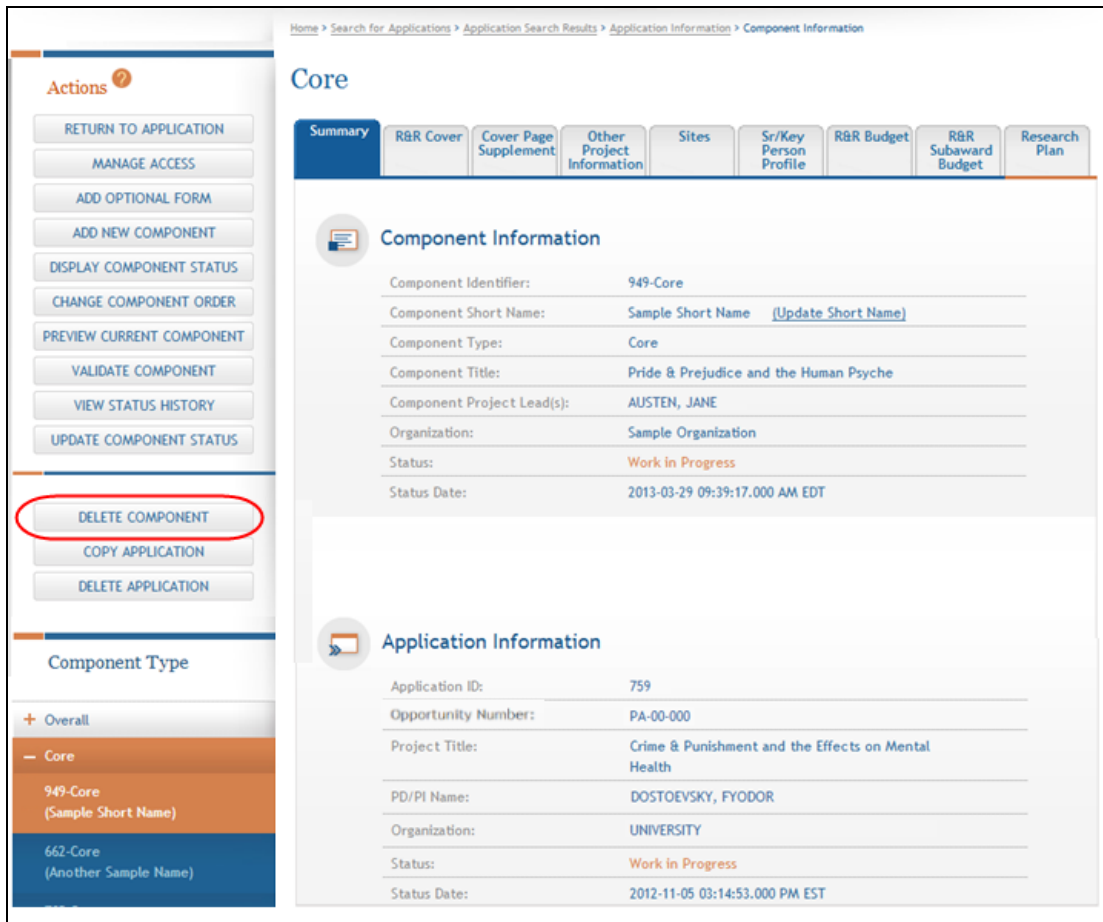 Home > Search for Applications > Application Search Results > Application Information > Component Information
Actions ?
RETURN TO APPLICATION
MANAGE ACCESS
ADD OPTIONAL FORM
ADD NEW COMPONENT
DISPLAY COMPONENT STATUS
CHANGE COMPONENT ORDER
PREVIEW CURRENT COMPONENT
VALIDATE COMPONENT
VIEW STATUS HISTORY
UPDATE COMPONENT STATUS
DELETE COMPONENT
COPY APPLICATION
DELETE APPLICATION
Component Type
+ Overall
– Core
949-Core
(Sample Short Name)
662-Core
(Another Sample Name)
Core
Summary
R&R Cover
Cover Page
Supplement
Other
Project
Information
Sites
Sr/Key
Person
Profile
R&R Budget
R&R
Subaward
Budget
Research
Plan
Component Information
Component Identifier: 949-Core
Component Short Name: Sample Short Name (Update Short Name)
Component Type: Core
Component Title: Pride & Prejudice and the Human Psyche
Component Project Lead(s): AUSTEN, JANE
Organization: Sample Organization
Status: Work in Progress
Status Date: 2013-03-29 09:39:17.000 AM EDT
Application Information
Application ID: 759
Opportunity Number: PA-00-000
Project Title: Crime & Punishment and the Effects on Mental
Health
PD/PI Name: DOSTOEVSKY, FYODOR
Organization: UNIVERSITY
Status: Work in Progress
Status Date: 2012-11-05 03:14:53.000 PM EST